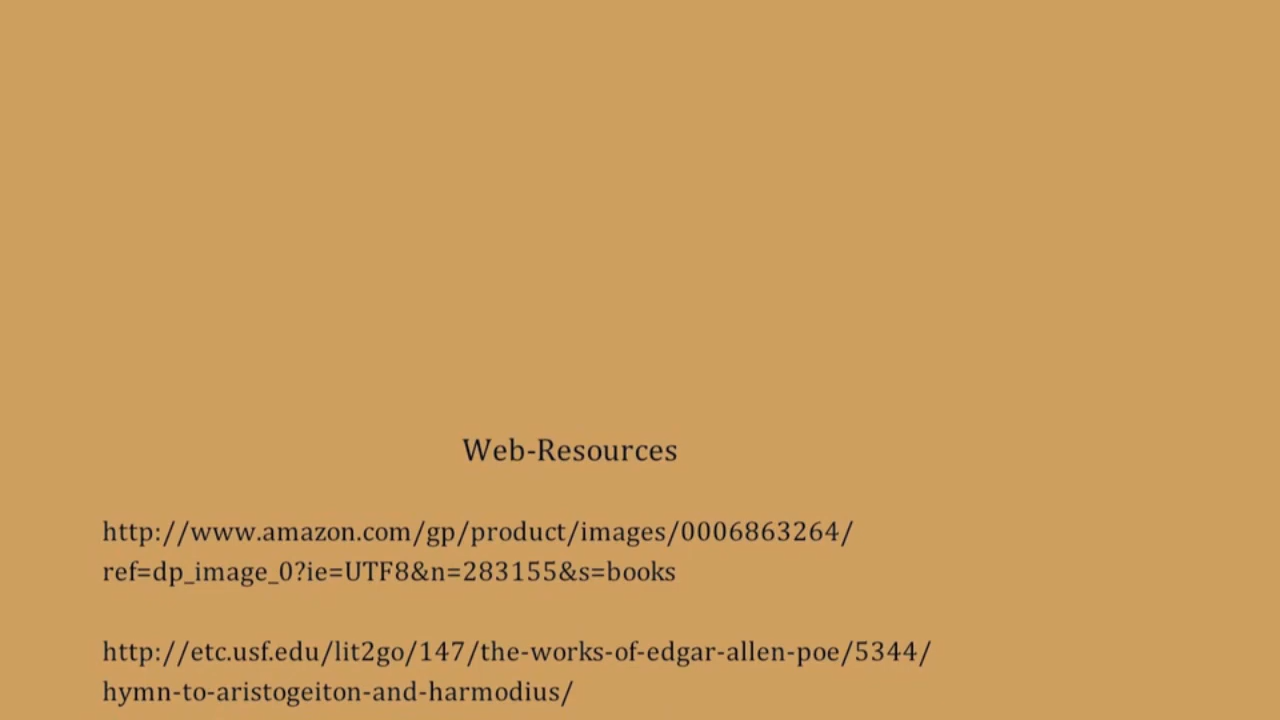 Web-Resources
http://www.amazon.com/gp/product/images/0006863264/
ref=dp_image_0?ie=UTF8&n=283155&s=books
http://etc.usf.edu/lit2go/147/the-works-of-edgar-allen-poe/5344/
hymn-to-aristogeiton-and-harmodius/